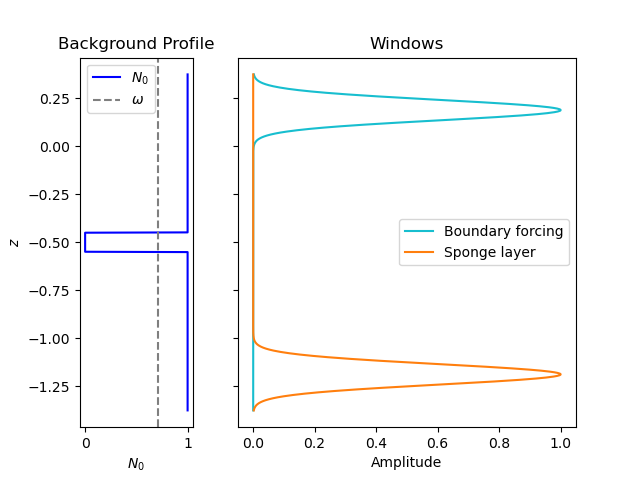 Background Profile
Windows
N₀
ω
0.25
0.00
−0.25
−0.50
−0.75
−1.00
−1.25
z
0
1
N₀
Boundary forcing
Sponge layer
0.0
0.2
0.4
0.6
0.8
1.0
Amplitude